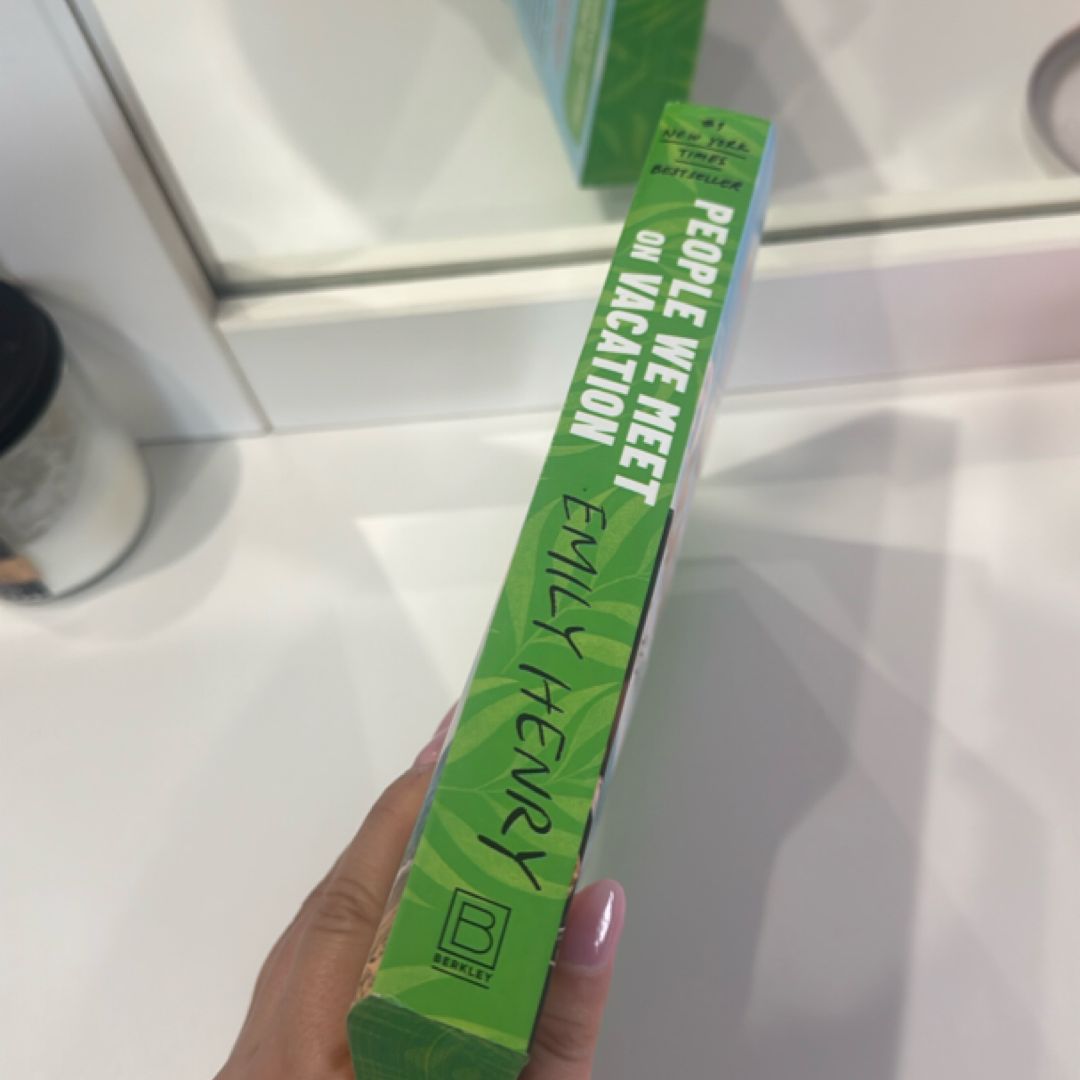 #1
NEW YORK
TIMES
BESTSELLER
PEOPLE WE MEET
ON VACATION
EMILY HENRY
B
BERKLEY